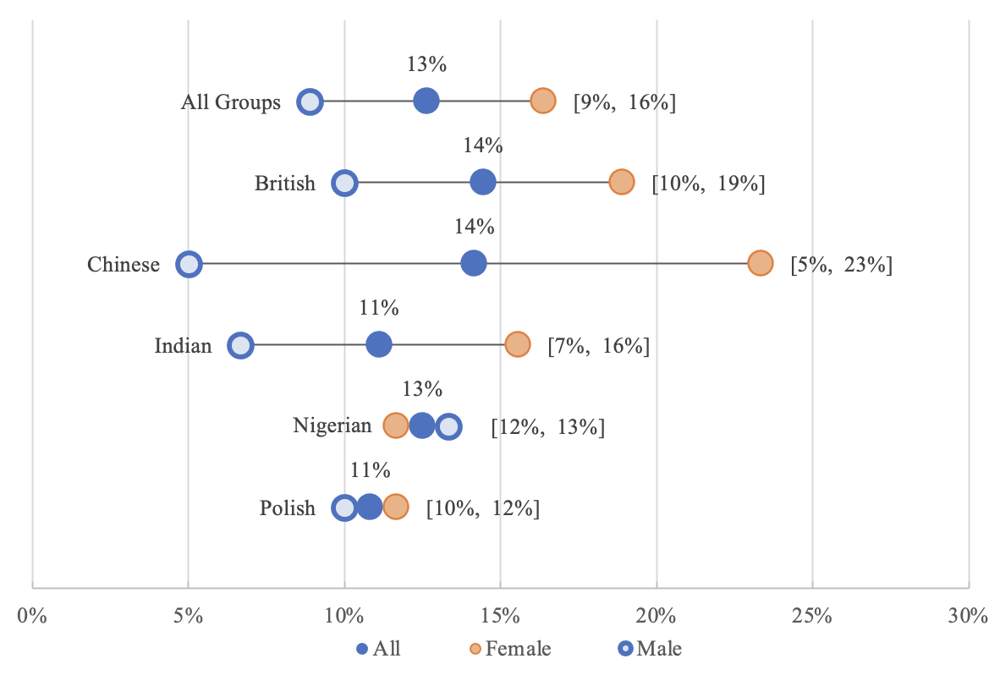 13%
All Groups [9%, 16%]
14%
British [10%, 19%]
14%
Chinese [5%, 23%]
11%
Indian [7%, 16%]
13%
Nigerian [12%, 13%]
11%
Polish [10%, 12%]
0% 5% 10% 15% 20% 25% 30%
All Female Male